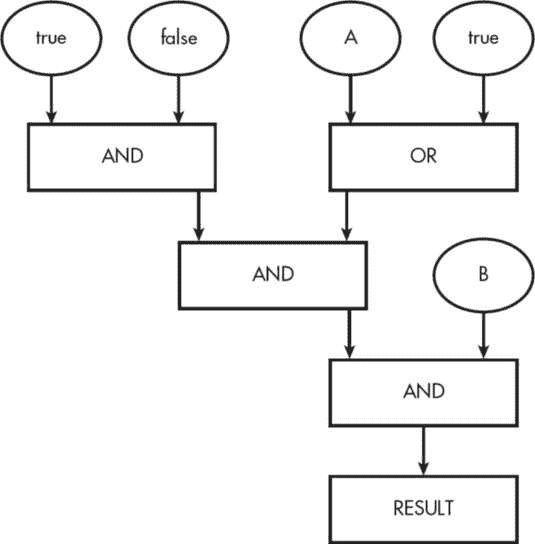 true
false
A
true
AND
OR
AND
B
AND
RESULT